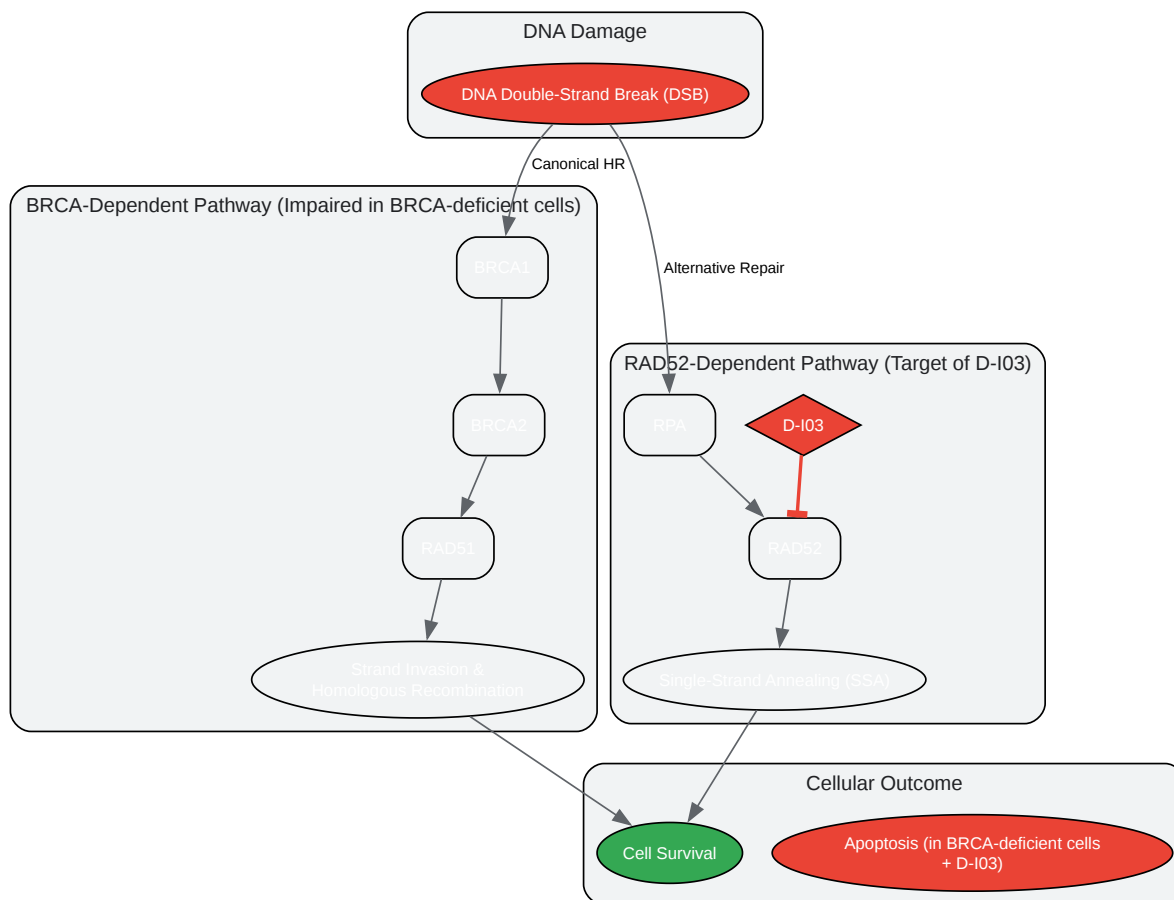 DNA Damage
DNA Double-Strand Break (DSB)
Canonical HR
BRCA-Dependent Pathway (Impaired in BRCA-deficient cells)
BRCA1
Alternative Repair
RAD52-Dependent Pathway (Target of D-I03)
BRCA2
RPA
D-I03
RAD51
RAD52
Strand Invasion &
Homologous Recombination
Single-Strand Annealing (SSA)
Cellular Outcome
Cell Survival
Apoptosis (in BRCA-deficient cells
+ D-I03)